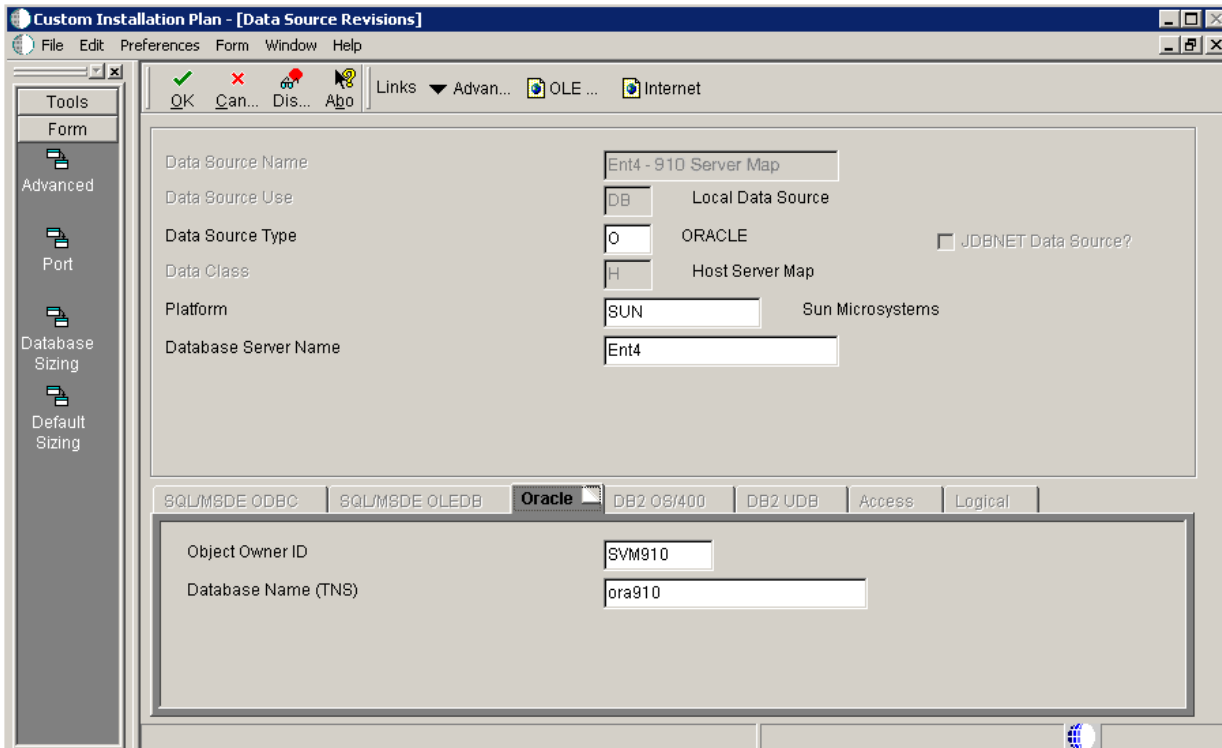 Custom Installation Plan - [Data Source Revisions]
File Edit Preferences Form Window Help
Tools
Form
Advanced
Port
Database
Sizing
Default
Sizing
OK Can... Dis... Abo Links Advan... OLE ... Internet
Data Source Name Ent4 - 910 Server Map
Data Source Use DB Local Data Source
Data Source Type O ORACLE JDBNET Data Source?
Data Class H Host Server Map
Platform SUN Sun Microsystems
Database Server Name Ent4
SQL/MSDE ODBC SQL/MSDE OLEDB Oracle DB2 OS/400 DB2 UDB Access Logical
Object Owner ID SVM910
Database Name (TNS) ora910